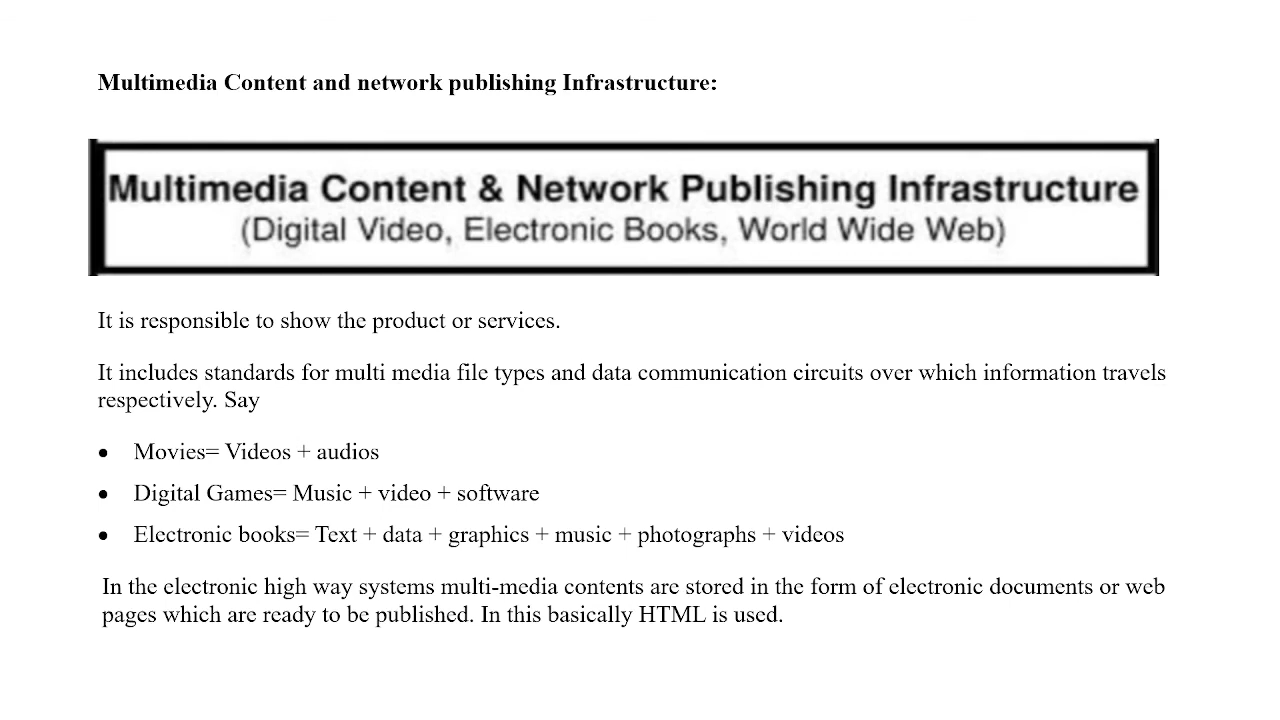 Multimedia Content and network publishing Infrastructure:
Multimedia Content & Network Publishing Infrastructure
(Digital Video, Electronic Books, World Wide Web)
It is responsible to show the product or services.
It includes standards for multi media file types and data communication circuits over which information travels
respectively. Say
• Movies= Videos + audios
• Digital Games= Music + video + software
• Electronic books= Text + data + graphics + music + photographs + videos
In the electronic high way systems multi-media contents are stored in the form of electronic documents or web
pages which are ready to be published. In this basically HTML is used.